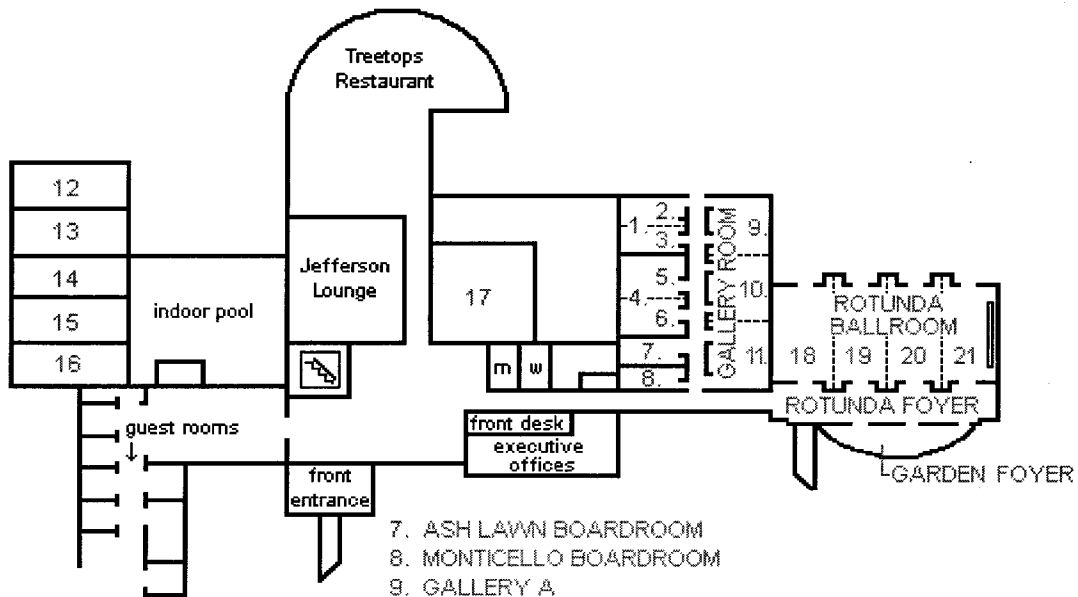 Treetops
Restaurant
12
13
14
15
16
indoor pool
Jefferson
Lounge
17
m
w
1.
2.
3.
4.
5.
6.
7.
8.
GALLERY ROOM
9.
10.
11.
ROTUNDA
BALLROOM
18
19
20
21
ROTUNDA FOYER
GARDEN FOYER
guest rooms
front desk
executive
offices
front
entrance
7. ASH LAWN BOARDROOM
8. MONTICELLO BOARDROOM
9. GALLERY A